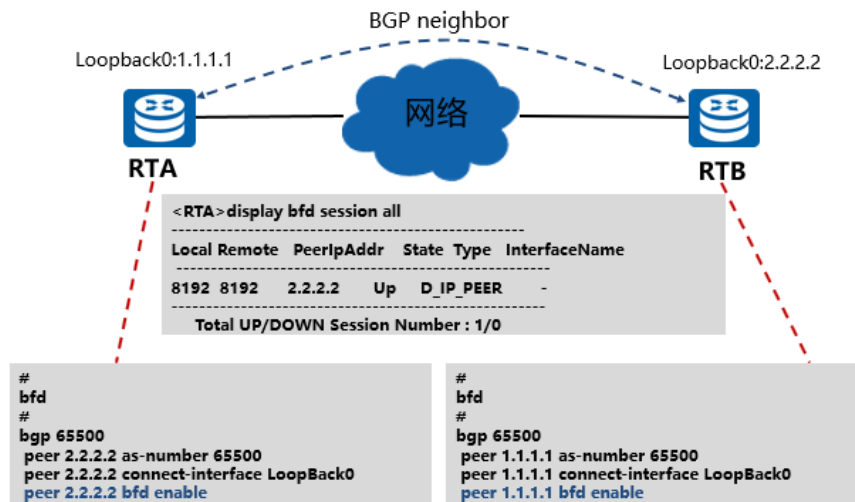 BGP neighbor
Loopback0:1.1.1.1
Loopback0:2.2.2.2
网络
RTA
RTB
<RTA>display bfd session all
--------------------------------------------------
Local Remote PeerIpAddr State Type InterfaceName
--------------------------------------------------
8192 8192 2.2.2.2 Up D_IP_PEER -
--------------------------------------------------
Total UP/DOWN Session Number : 1/0
#
bfd
#
bgp 65500
peer 2.2.2.2 as-number 65500
peer 2.2.2.2 connect-interface LoopBack0
peer 2.2.2.2 bfd enable
#
bfd
#
bgp 65500
peer 1.1.1.1 as-number 65500
peer 1.1.1.1 connect-interface LoopBack0
peer 1.1.1.1 bfd enable